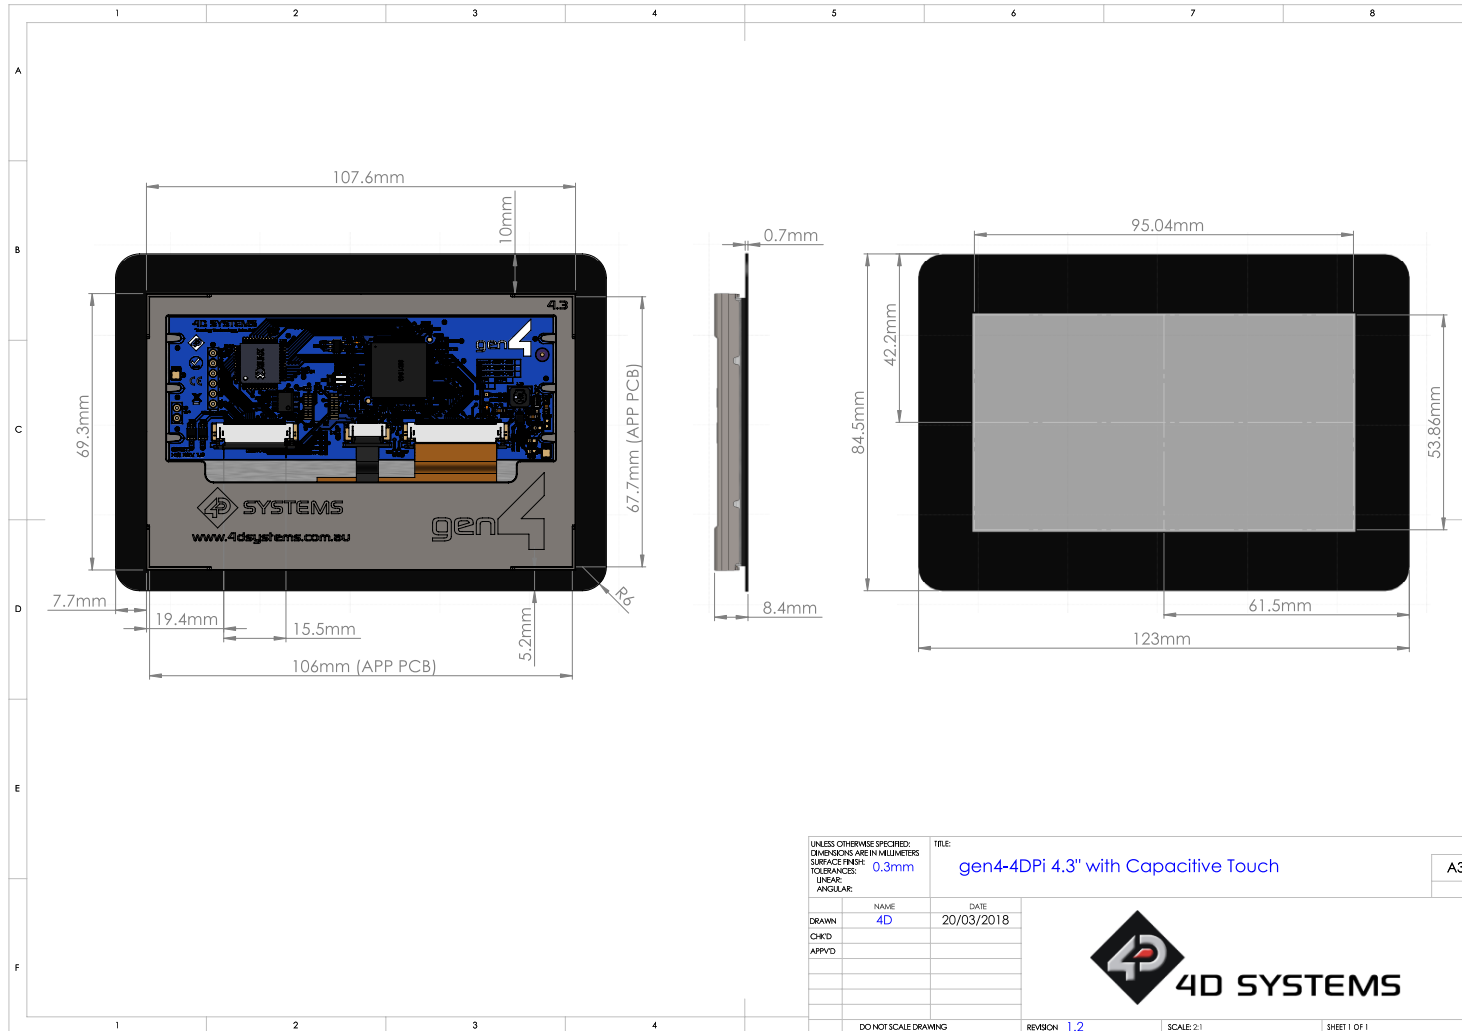 1 2 3 4 5 6 7 8
A
B
C
D
E
F
107.6mm
10mm
69.3mm
4.3
4D SYSTEMS
gen4
67.7mm (APP PCB)
4D SYSTEMS
www.4dsystems.com.au
gen4
7.7mm
19.4mm
15.5mm
5.2mm
R6
106mm (APP PCB)
0.7mm
8.4mm
95.04mm
42.2mm
84.5mm
53.86mm
61.5mm
123mm
UNLESS OTHERWISE SPECIFIED:
DIMENSIONS ARE IN MILLIMETERS
SURFACE FINISH: 0.3mm
TOLERANCES:
LINEAR:
ANGULAR:
TITLE:
gen4-4DPi 4.3" with Capacitive Touch
A3
NAME DATE
DRAWN 4D 20/03/2018
CHK'D
APPV'D
4D SYSTEMS
DO NOT SCALE DRAWING
REVISION 1.2
SCALE: 2:1
SHEET 1 OF 1
1 2 3 4